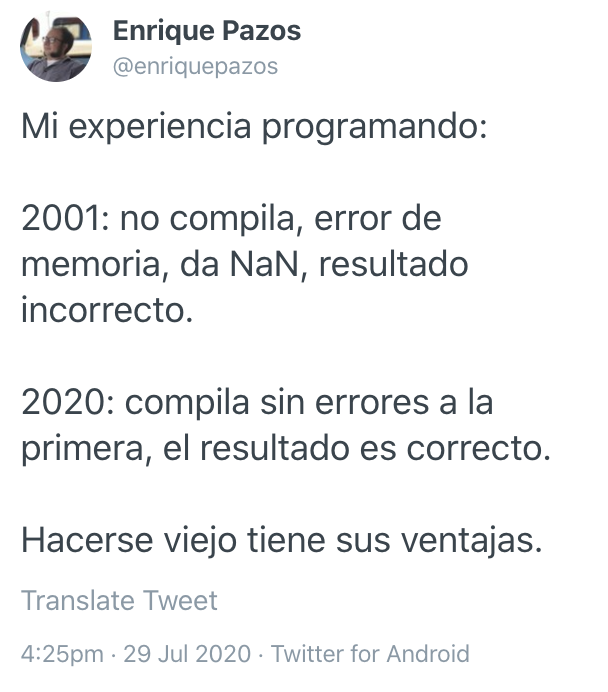 Enrique Pazos
@enriquepazos
Mi experiencia programando:
2001: no compila, error de
memoria, da NaN, resultado
incorrecto.
2020: compila sin errores a la
primera, el resultado es correcto.
Hacerse viejo tiene sus ventajas.
Translate Tweet
4:25pm · 29 Jul 2020 · Twitter for Android